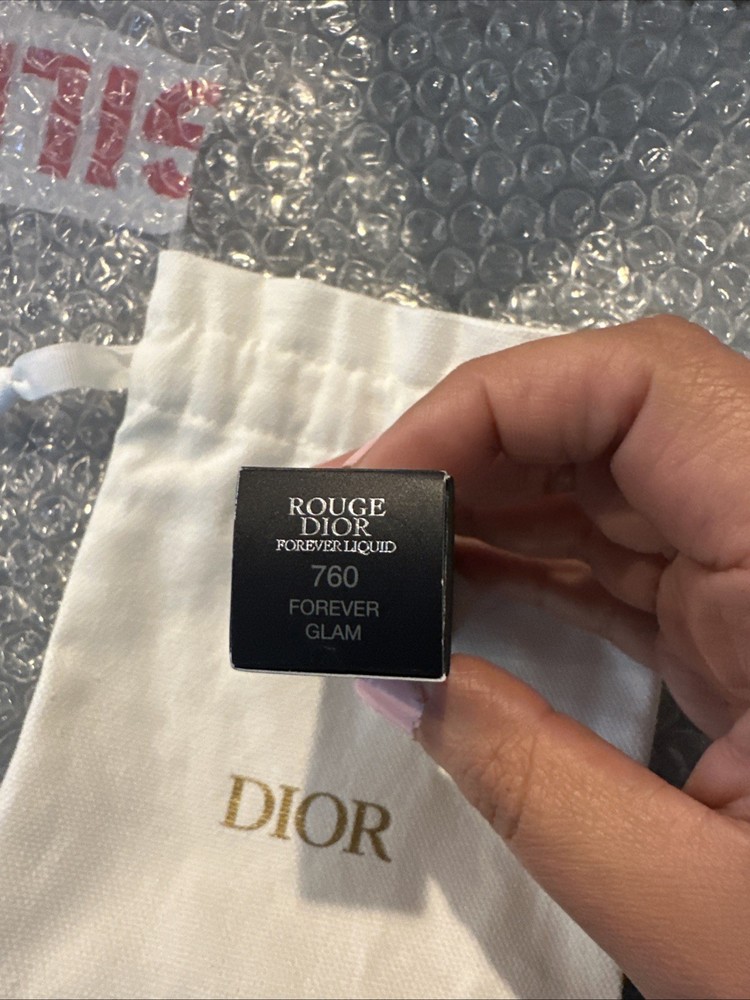 ROUGE
DIOR
FOREVER LIQUID
760
FOREVER
GLAM
DIOR